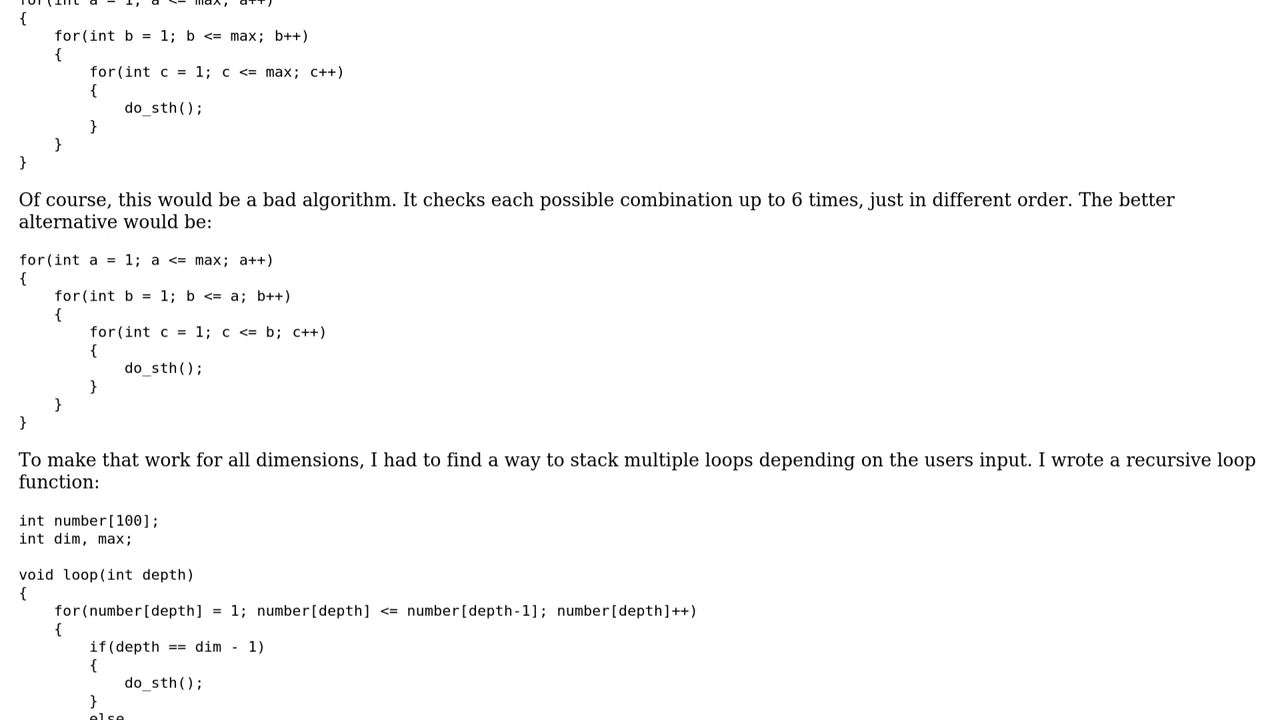 for(int a = 1; a <= max; a++)
{
    for(int b = 1; b <= max; b++)
    {
        for(int c = 1; c <= max; c++)
        {
            do_sth();
        }
    }
}
Of course, this would be a bad algorithm. It checks each possible combination up to 6 times, just in different order. The better
alternative would be:
for(int a = 1; a <= max; a++)
{
    for(int b = 1; b <= a; b++)
    {
        for(int c = 1; c <= b; c++)
        {
            do_sth();
        }
    }
}
To make that work for all dimensions, I had to find a way to stack multiple loops depending on the users input. I wrote a recursive loop
function:
int number[100];
int dim, max;
void loop(int depth)
{
    for(number[depth] = 1; number[depth] <= number[depth-1]; number[depth]++)
    {
        if(depth == dim - 1)
        {
            do_sth();
        }
        else